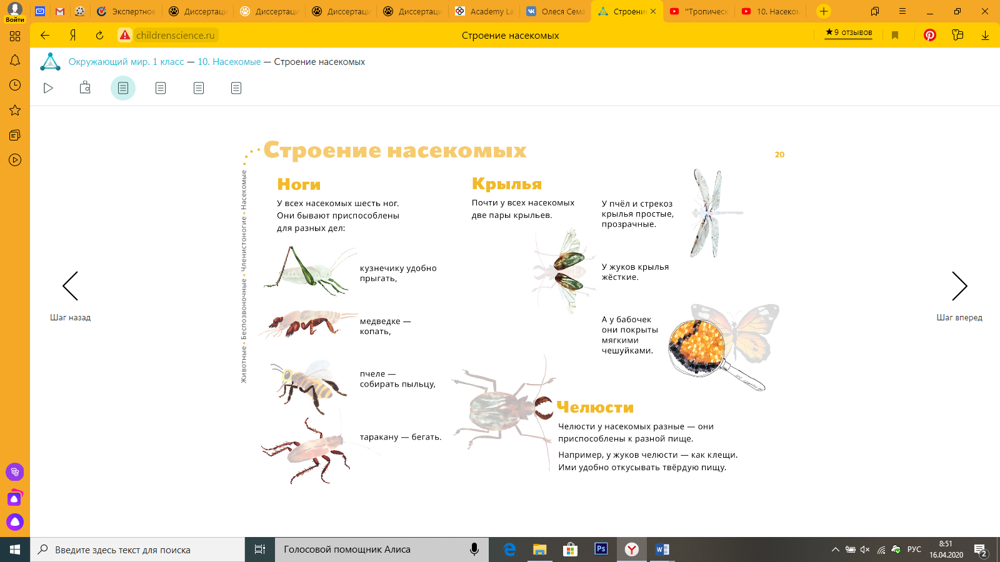 Войти
Экспертное
Диссертаци
Диссертаци
Диссертаци
Диссертаци
Academy La
Олеся Сема
Строени
"Тропическ
10. Насеком
childrenscience.ru
Строение насекомых
★9 отзывов
Окружающий мир. 1 класс — 10. Насекомые — Строение насекомых
Строение насекомых
20
Животные • Беспозвоночные • Членистоногие • Насекомые
Ноги
У всех насекомых шесть ног.
Они бывают приспособлены
для разных дел:
кузнечику удобно
прыгать,
медведке —
копать,
пчеле —
собирать пыльцу,
таракану — бегать.
Крылья
Почти у всех насекомых
две пары крыльев.
У пчёл и стрекоз
крылья простые,
прозрачные.
У жуков крылья
жёсткие.
А у бабочек
они покрыты
мягкими
чешуйками.
Челюсти
Челюсти у насекомых разные — они
приспособлены к разной пище.
Например, у жуков челюсти — как клещи.
Ими удобно откусывать твёрдую пищу.
Шаг назад
Шаг вперед
Введите здесь текст для поиска
Голосовой помощник Алиса
Ps
РУС
8:51
16.04.2020
2